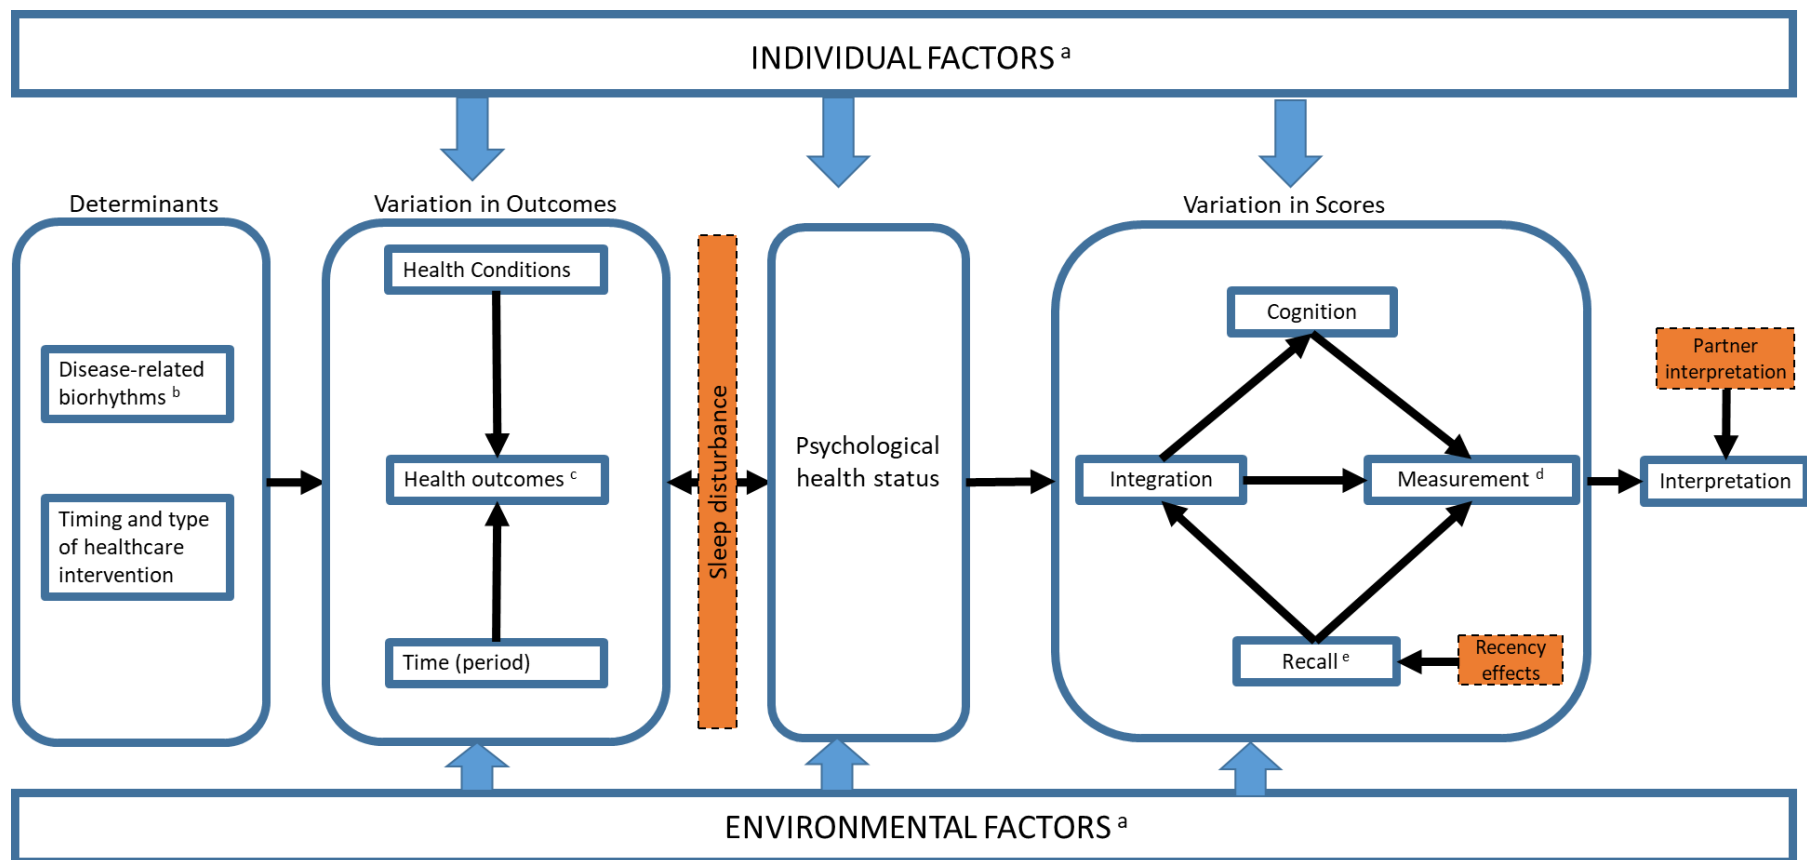 INDIVIDUAL FACTORS a
Determinants
Variation in Outcomes
Variation in Scores
Disease-related
biorhythms b
Timing and type
of healthcare
intervention
Health Conditions
Health outcomes c
Time (period)
Sleep disturbance
Psychological
health status
Cognition
Integration
Measurement d
Recall e
Recency
effects
Partner
interpretation
Interpretation
ENVIRONMENTAL FACTORS a